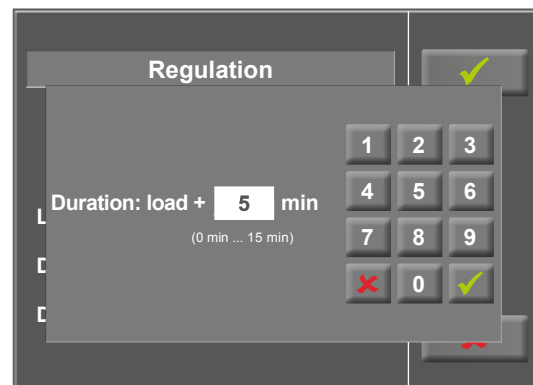 Regulation
Duration: load + 5 min
(0 min ... 15 min)
1 2 3
4 5 6
7 8 9
0
L
D
D